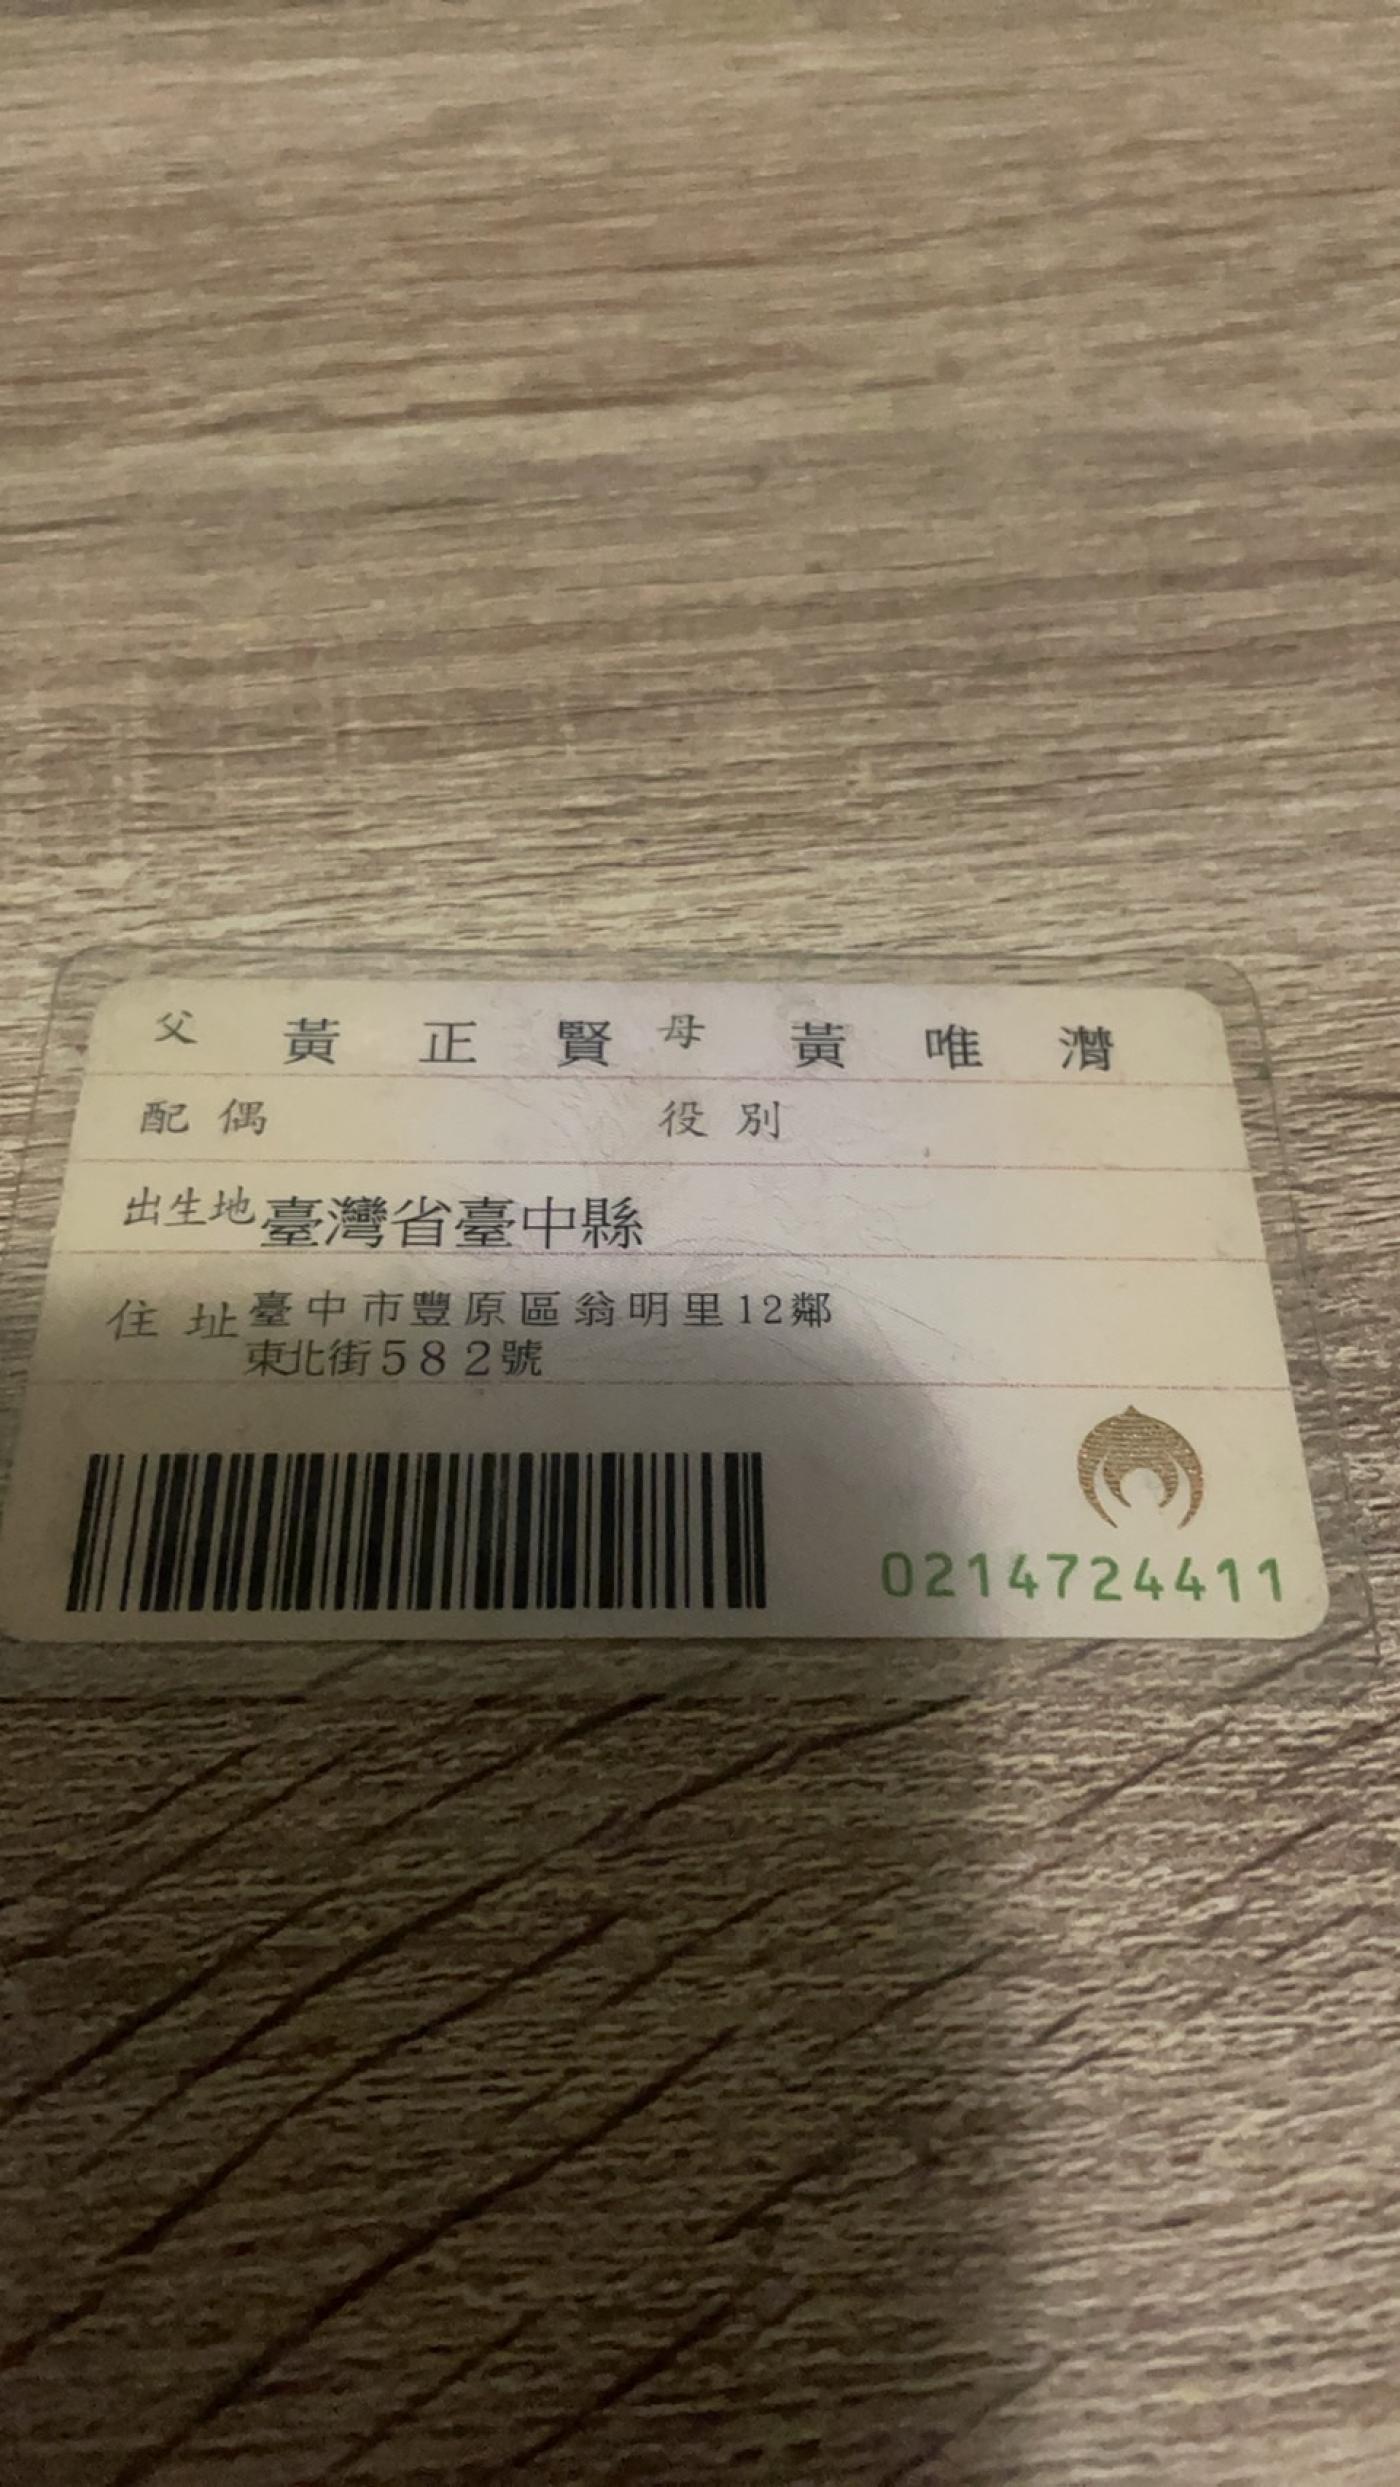 父 黃正賢 母 黃唯潸
配偶 役別
出生地 臺灣省臺中縣
住址 臺中市豐原區翁明里12鄰
東北街582號
0214724411